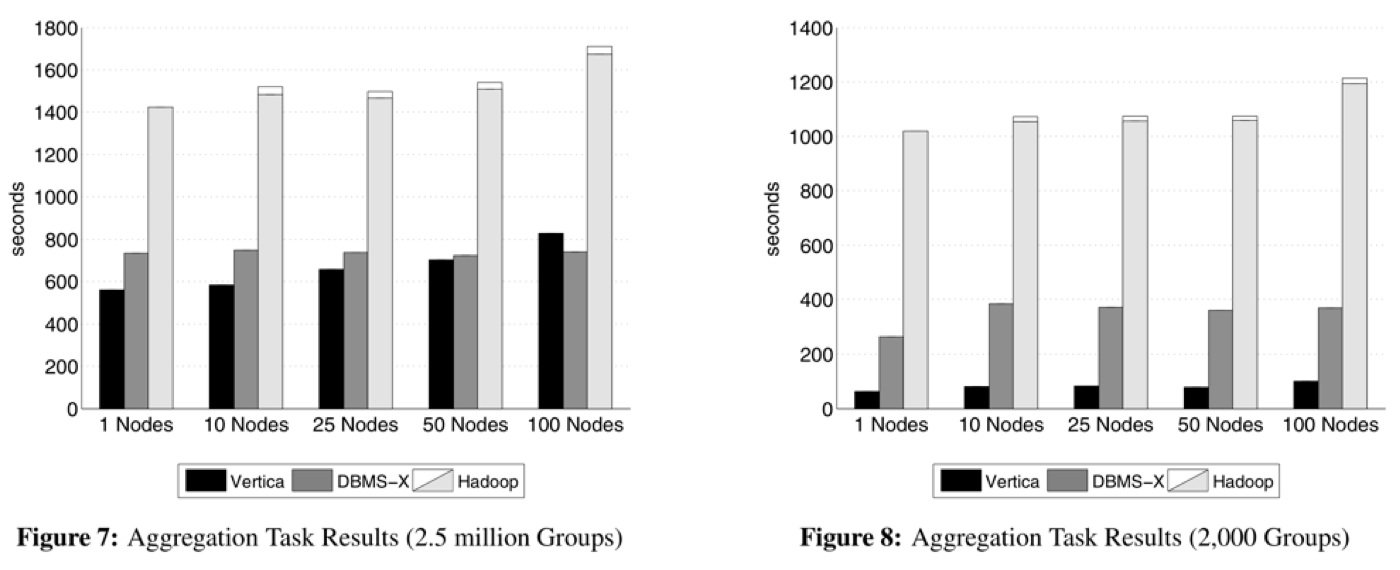 1800
1600
1400
1200
1000
800
600
400
200
0
seconds
1 Nodes 10 Nodes 25 Nodes 50 Nodes 100 Nodes
Vertica DBMS−X Hadoop
Figure 7: Aggregation Task Results (2.5 million Groups)
1400
1200
1000
800
600
400
200
0
seconds
1 Nodes 10 Nodes 25 Nodes 50 Nodes 100 Nodes
Vertica DBMS−X Hadoop
Figure 8: Aggregation Task Results (2,000 Groups)